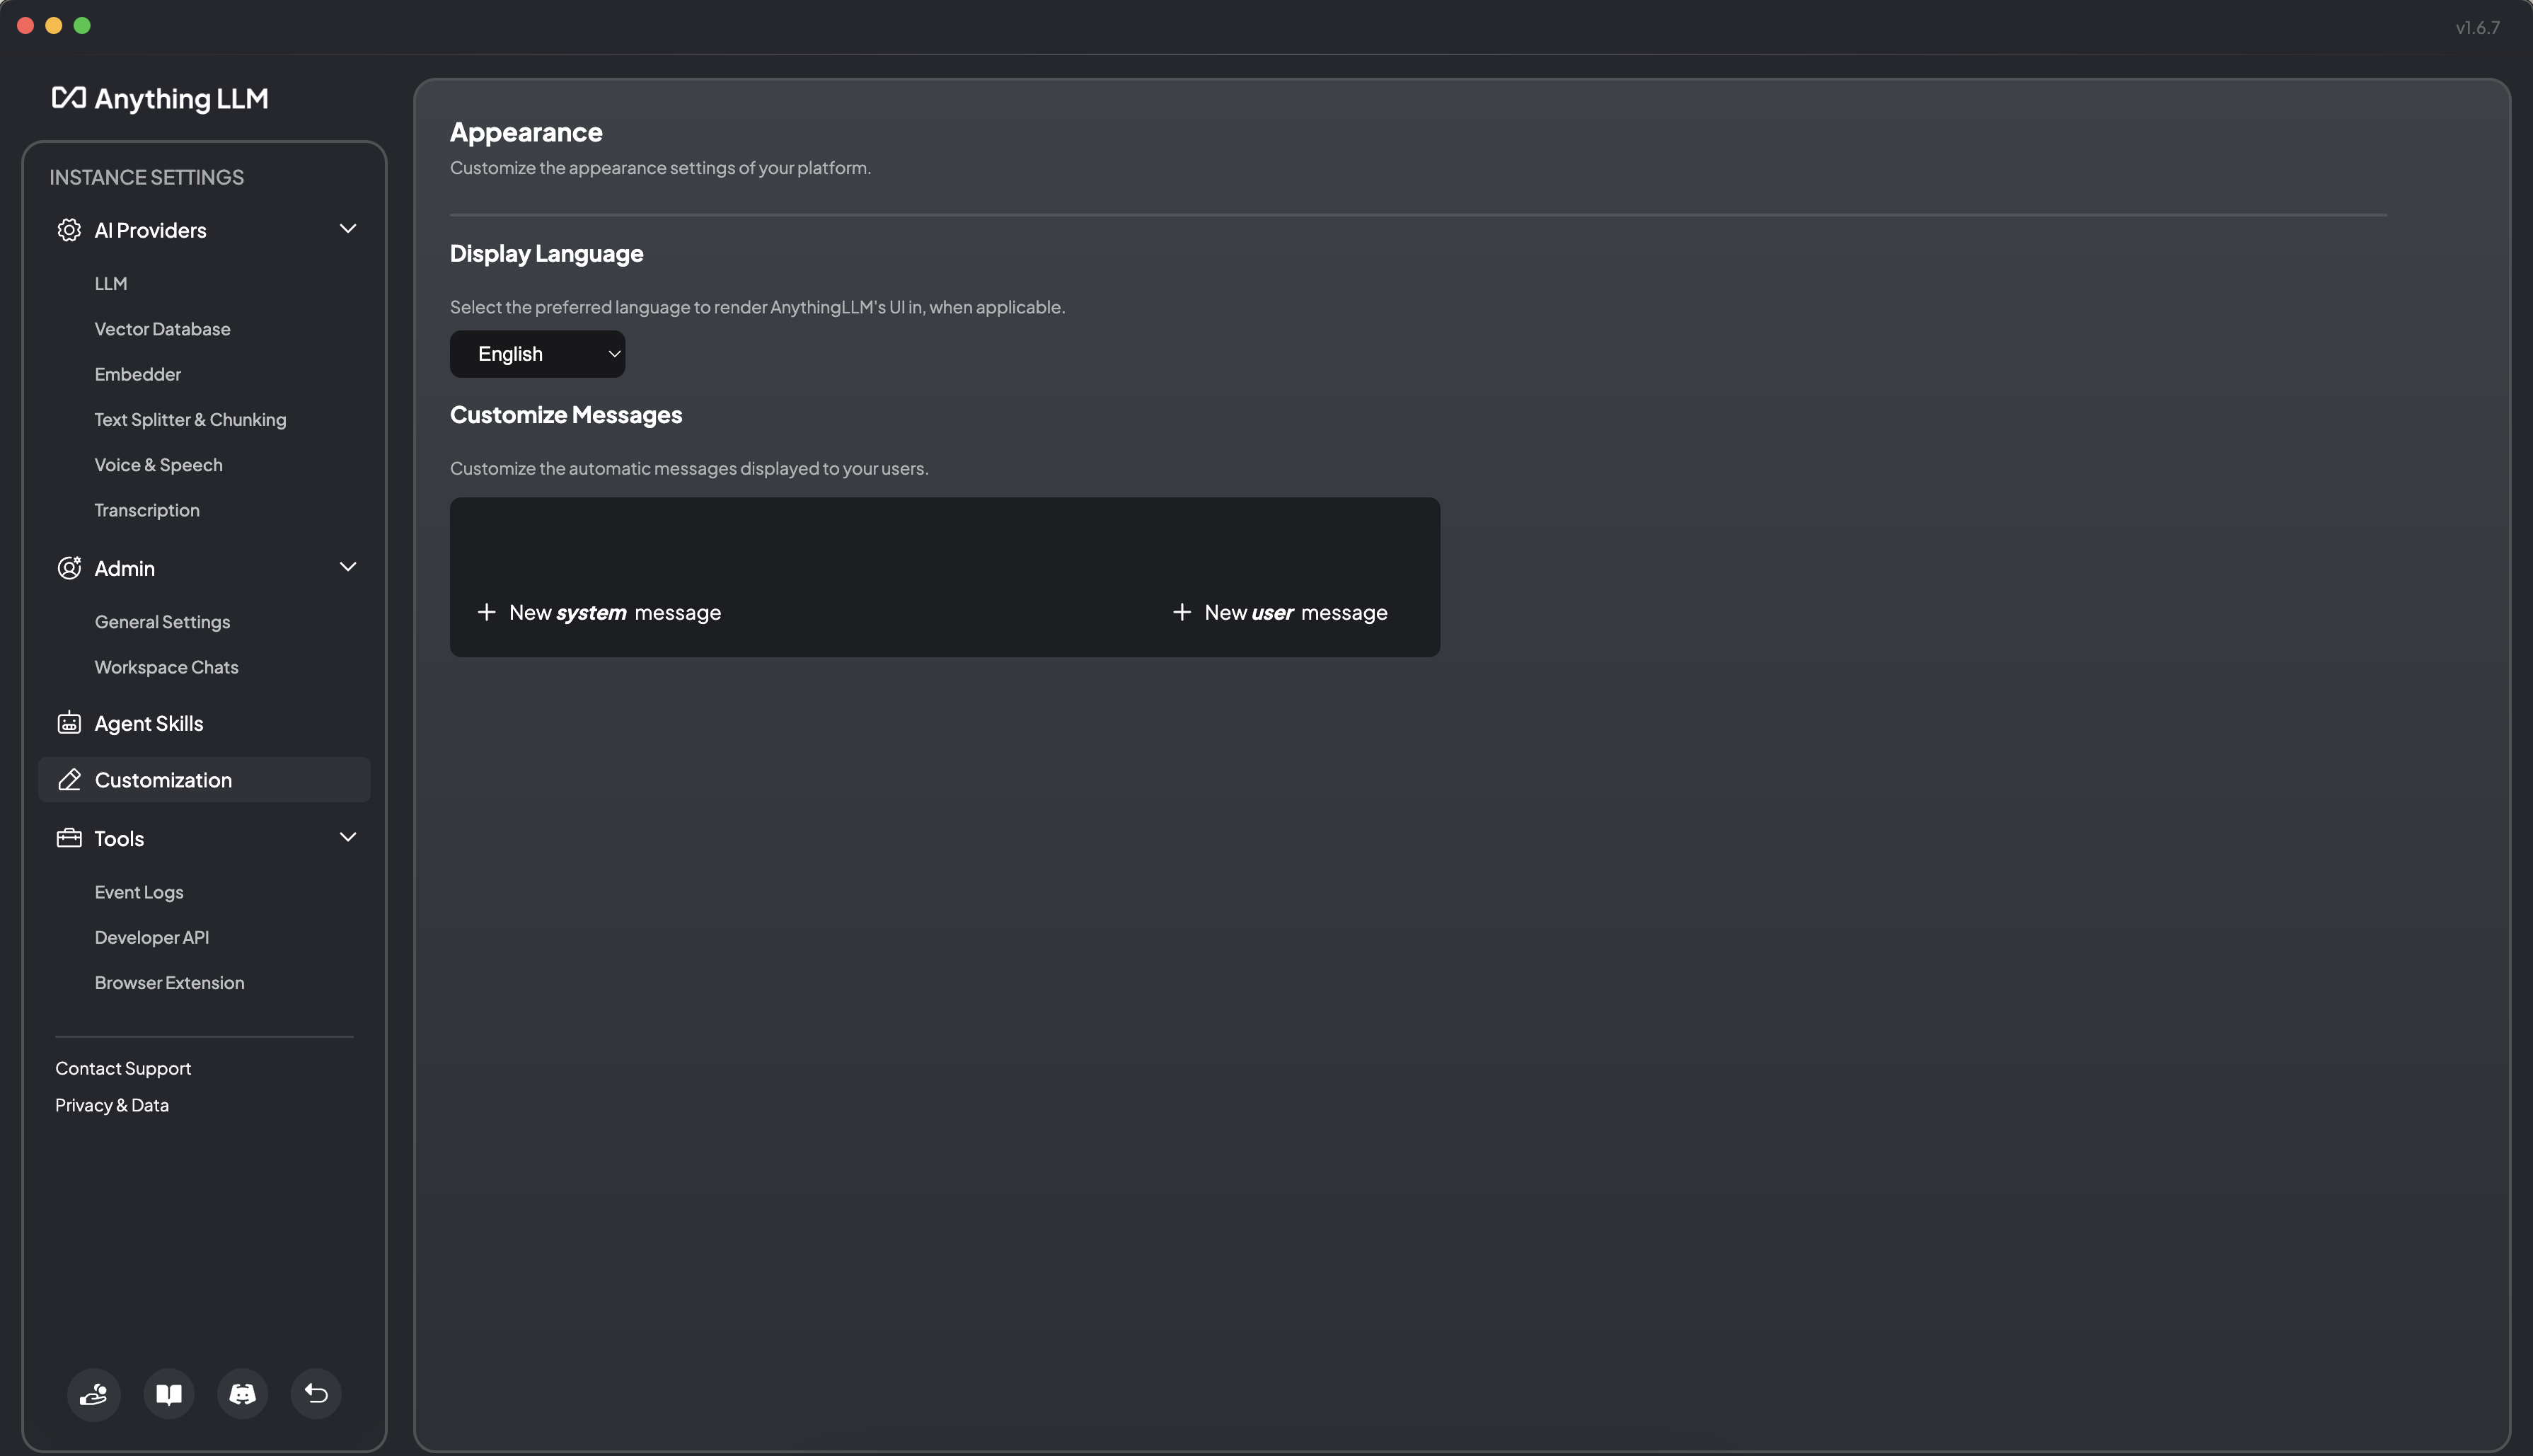 v1.6.7
Anything LLM
INSTANCE SETTINGS
AI Providers
LLM
Vector Database
Embedder
Text Splitter & Chunking
Voice & Speech
Transcription
Admin
General Settings
Workspace Chats
Agent Skills
Customization
Tools
Event Logs
Developer API
Browser Extension
Contact Support
Privacy & Data
Appearance
Customize the appearance settings of your platform.
Display Language
Select the preferred language to render AnythingLLM's UI in, when applicable.
English
Customize Messages
Customize the automatic messages displayed to your users.
New system message
New user message